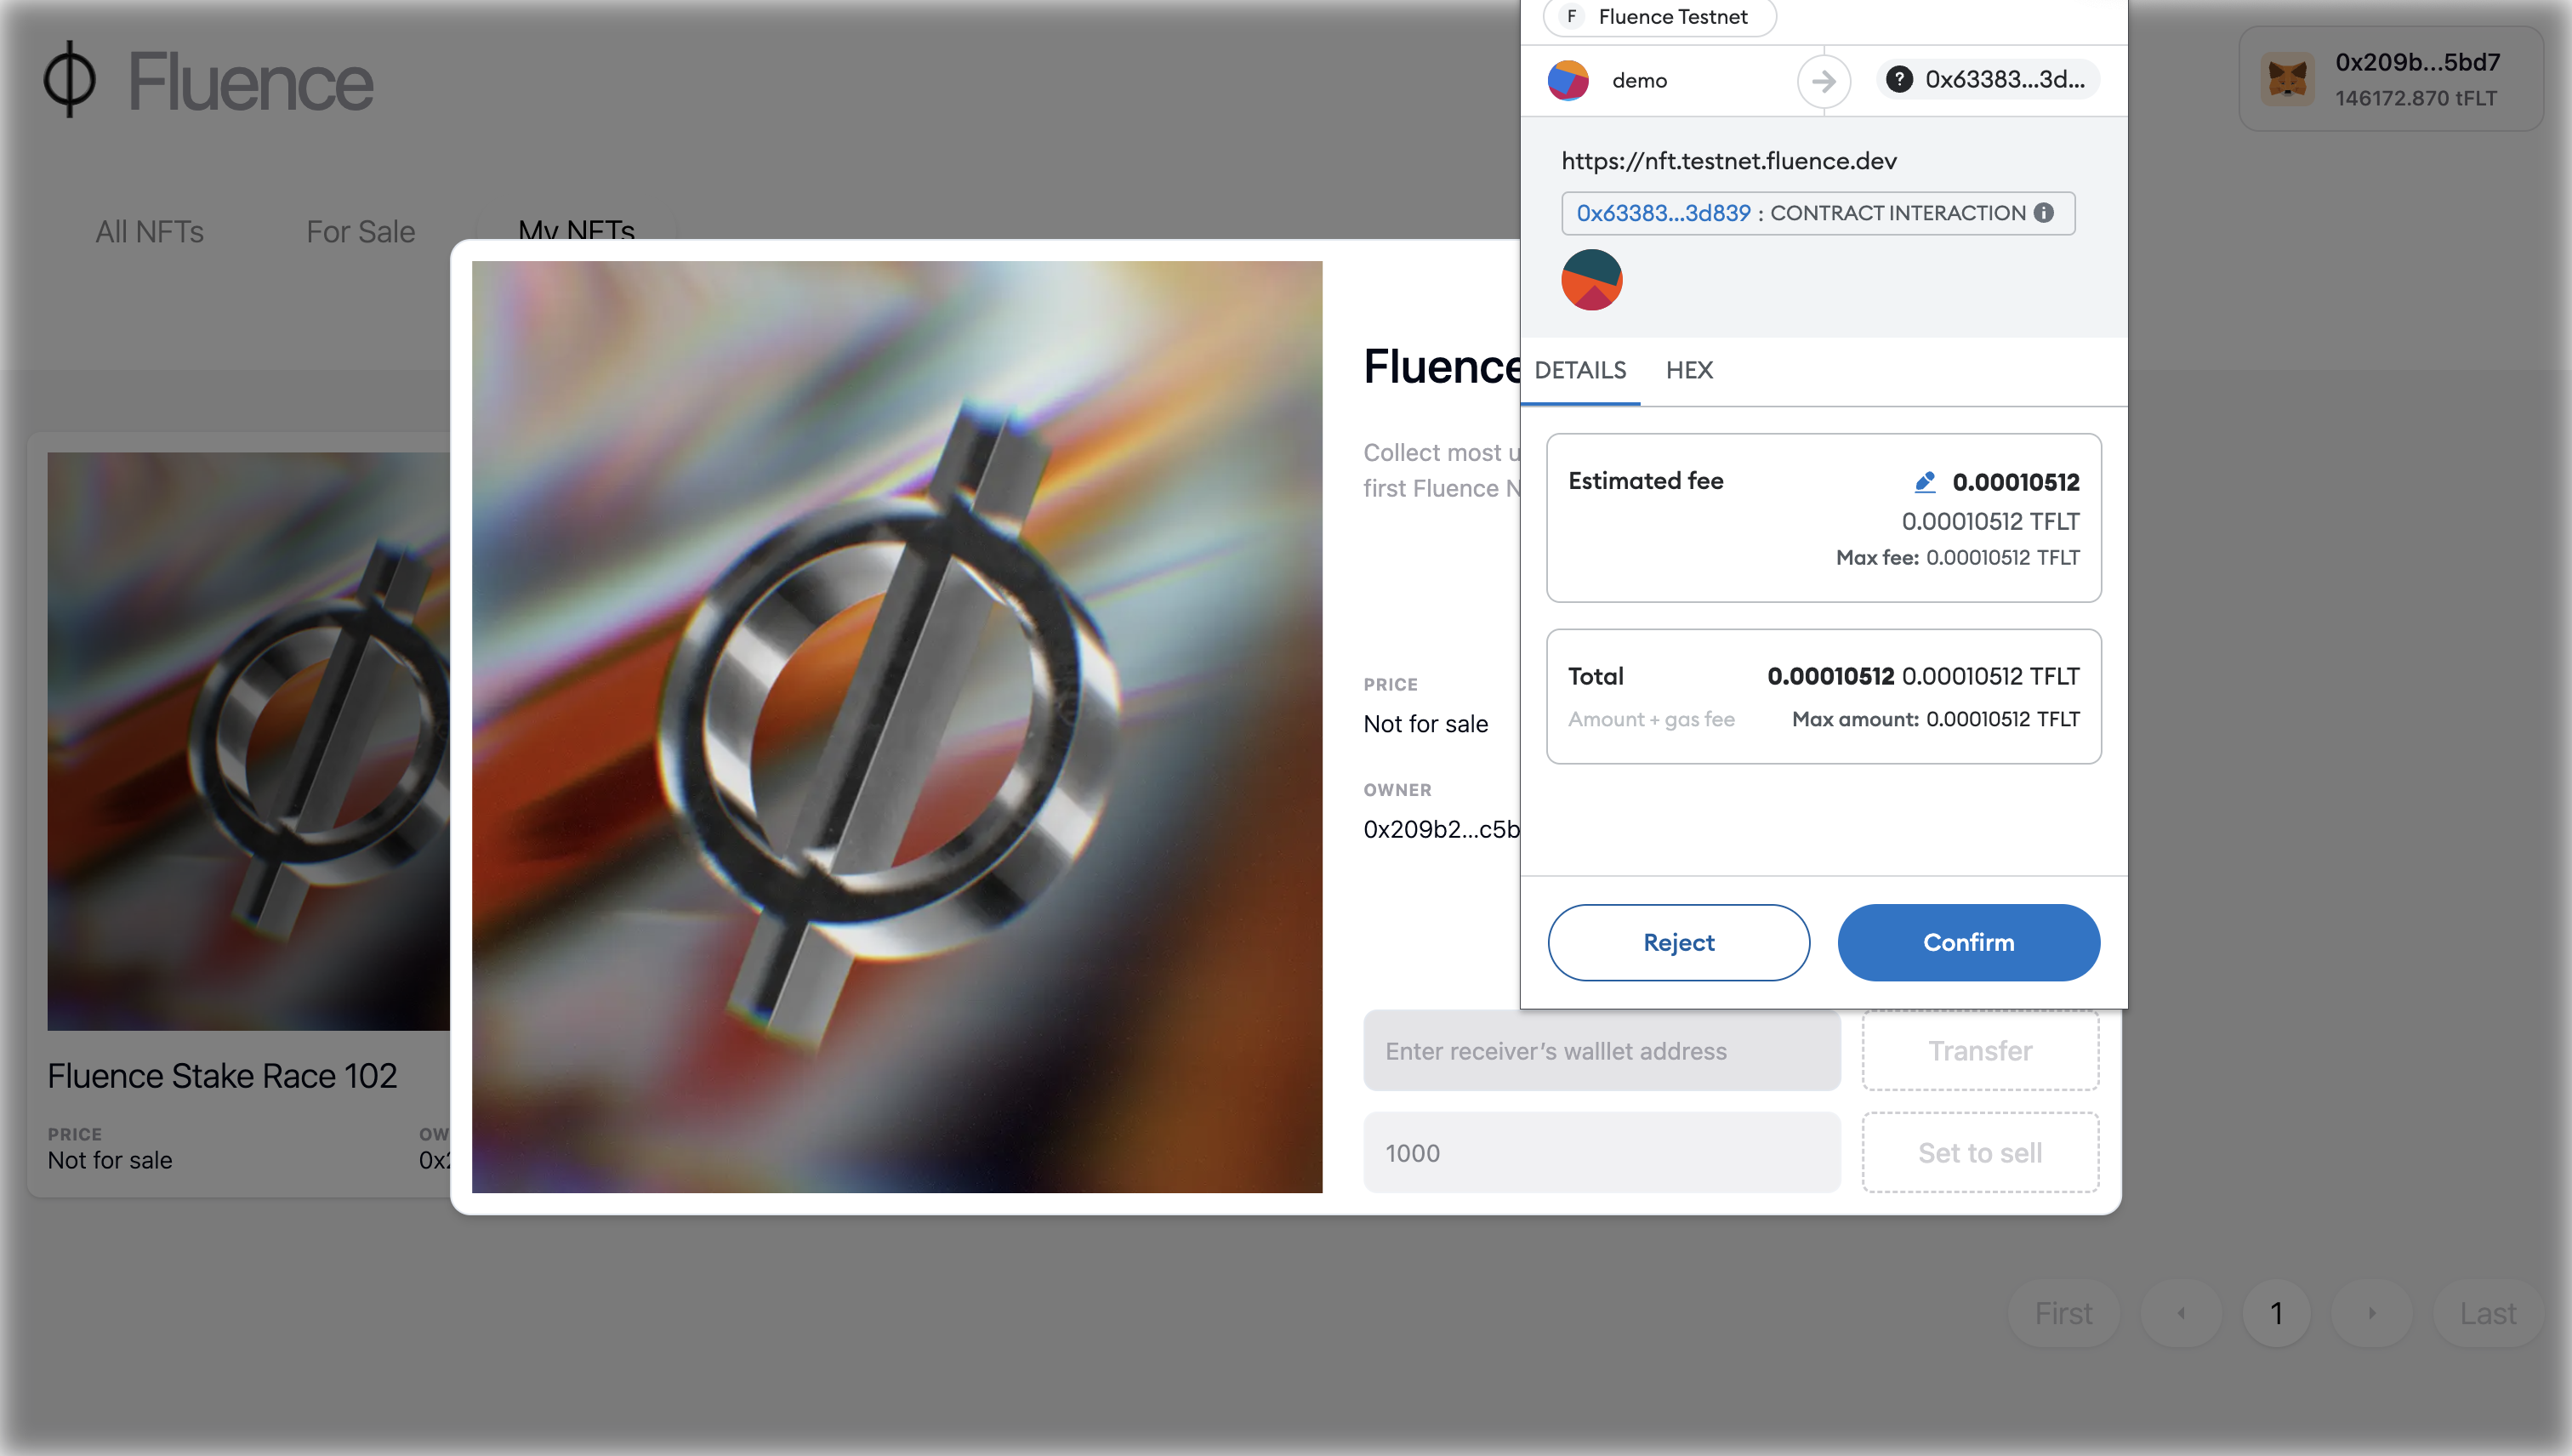 Fluence
0x209b...5bd7
146172.870 tFLT
All NFTs
For Sale
My NFTs
Fluence Stake Race 102
PRICE
Not for sale
OW
0x2
Fluence
Collect most u
first Fluence N
PRICE
Not for sale
OWNER
0x209b2...c5b
Enter receiver’s walllet address
Transfer
1000
Set to sell
F Fluence Testnet
demo
? 0x63383...3d...
https://nft.testnet.fluence.dev
0x63383...3d839 : CONTRACT INTERACTION
DETAILS
HEX
Estimated fee
0.00010512
0.00010512 TFLT
Max fee: 0.00010512 TFLT
Total
0.00010512 0.00010512 TFLT
Amount + gas fee
Max amount: 0.00010512 TFLT
Reject
Confirm
First
1
Last